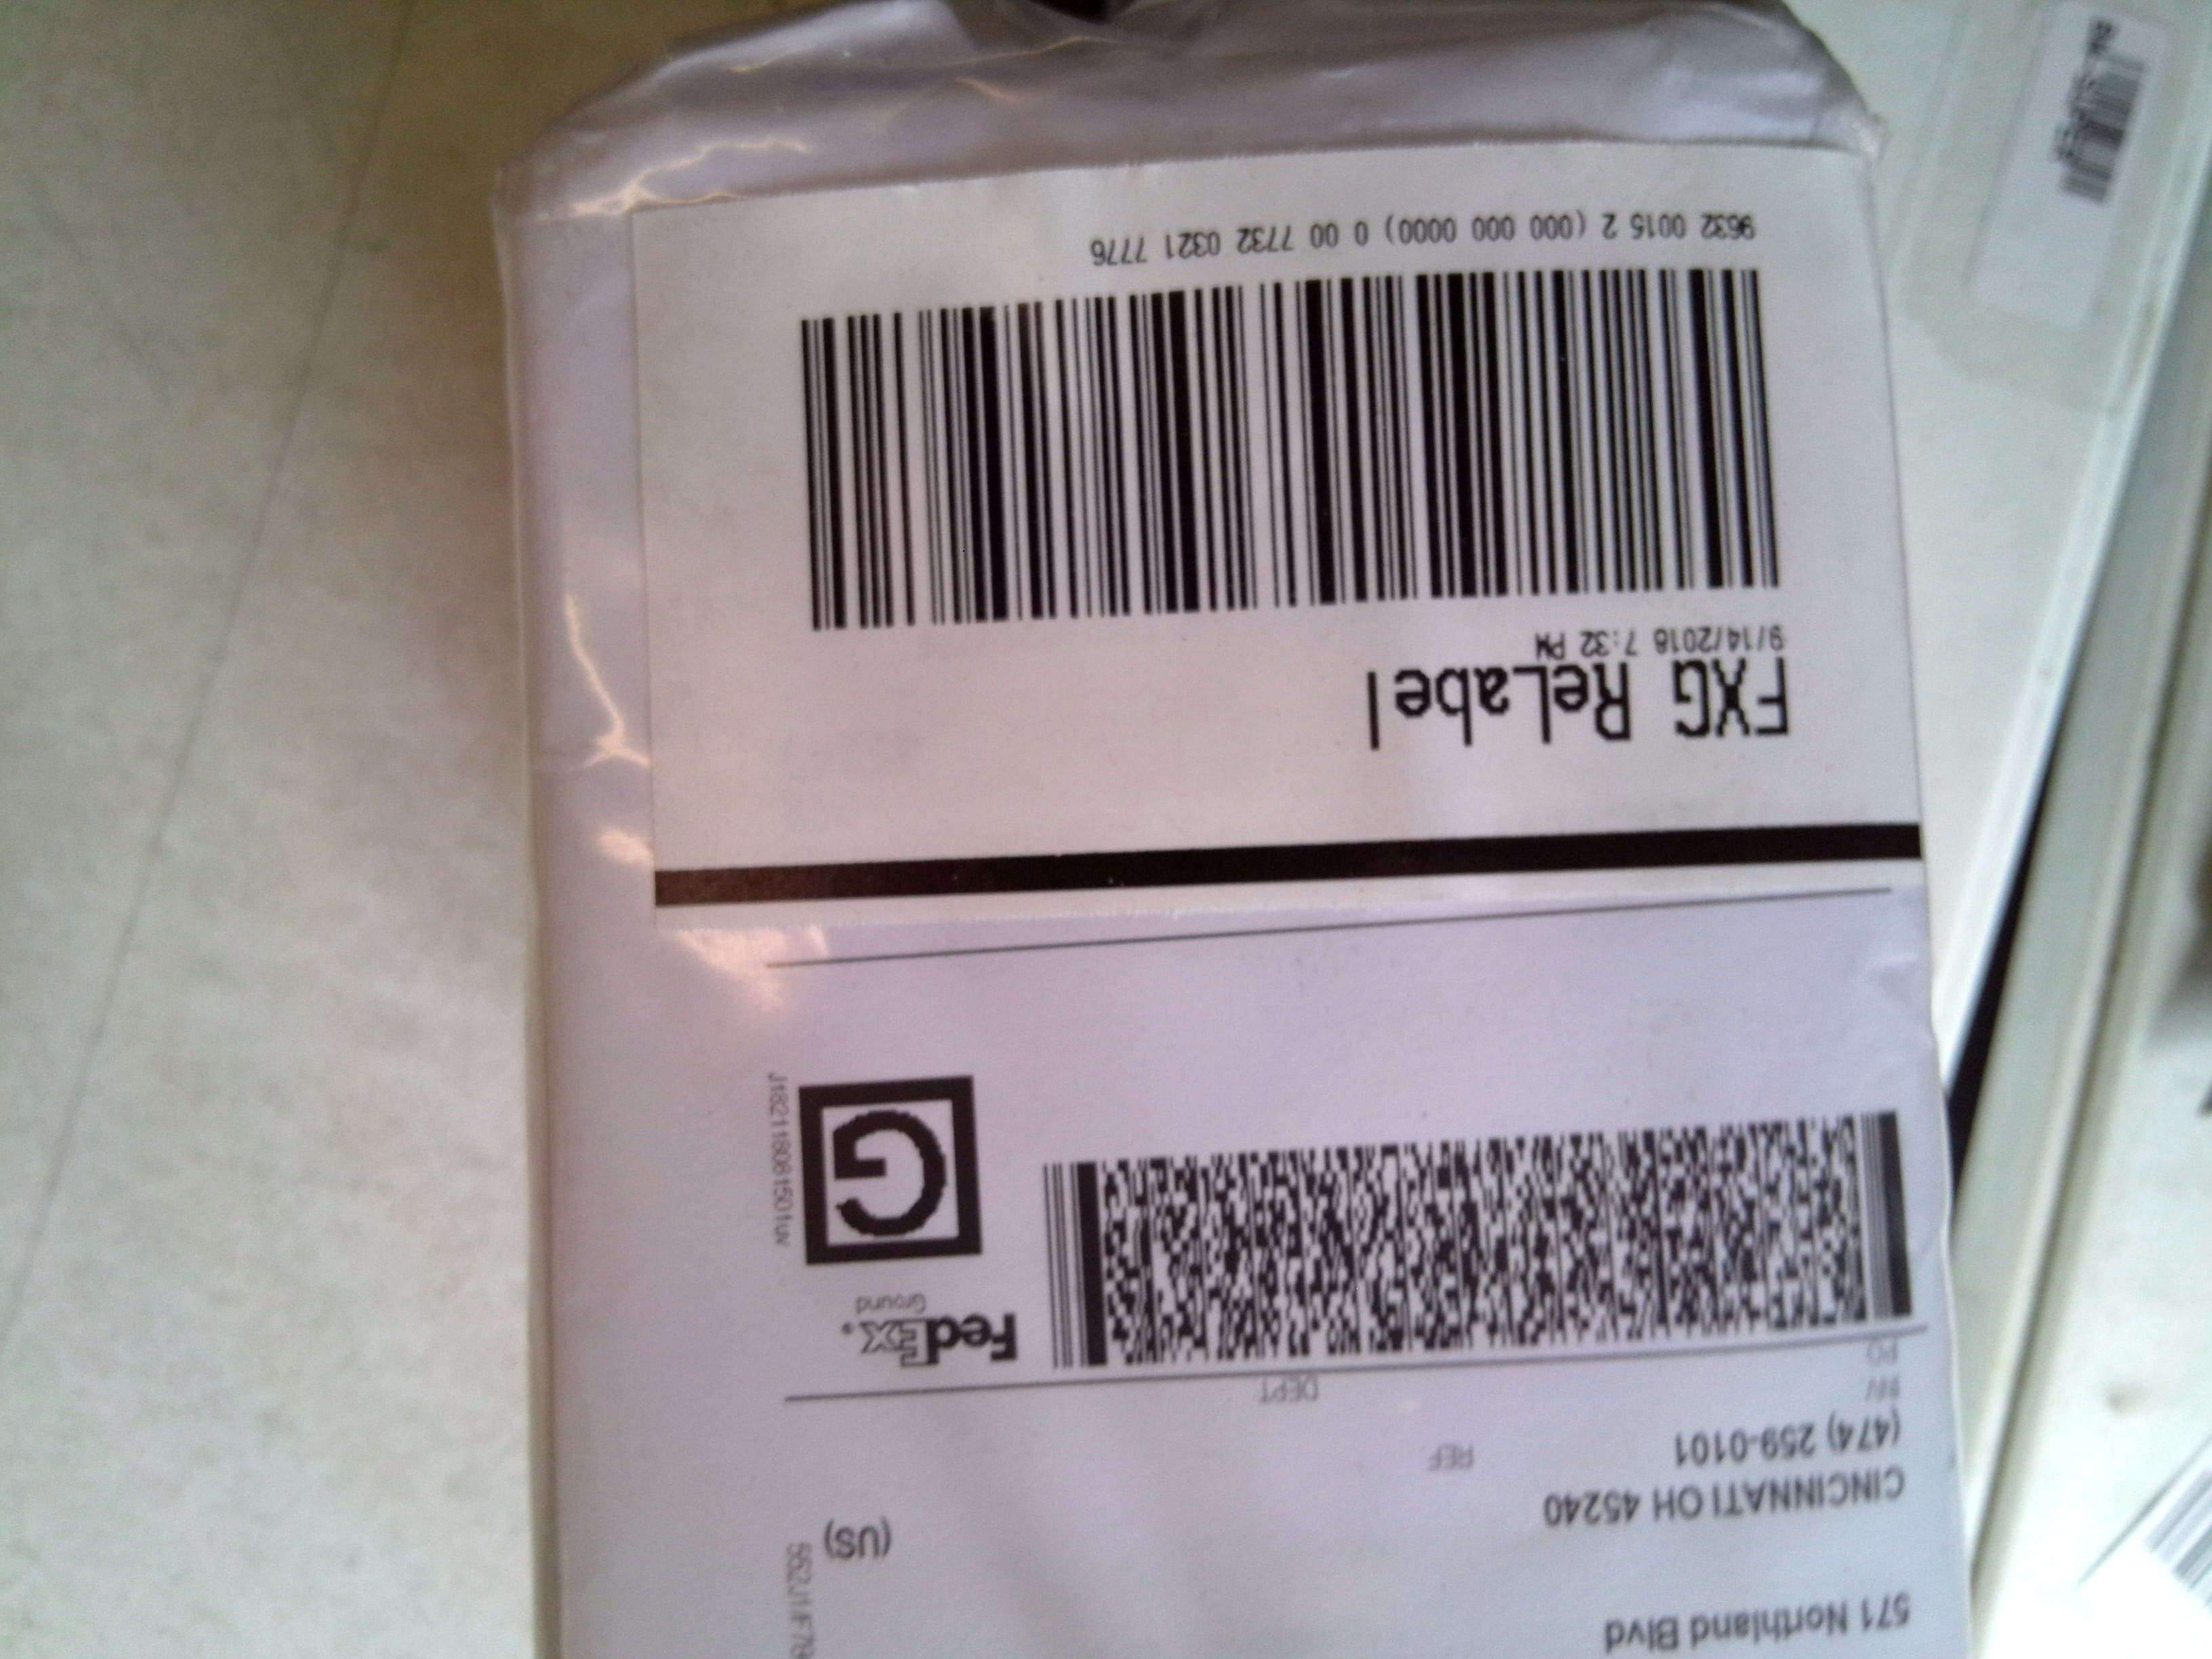 571 Northland Blvd
CINCINNATI OH 45240
(US)
(474) 259-0101
REF
INV
PO
DEPT
FedEx.
Ground
G
J182118061501uv
FXG ReLabel
9/14/2018 7:32 PM
9632 0015 2 (000 000 0000) 0 00 7732 0321 7776